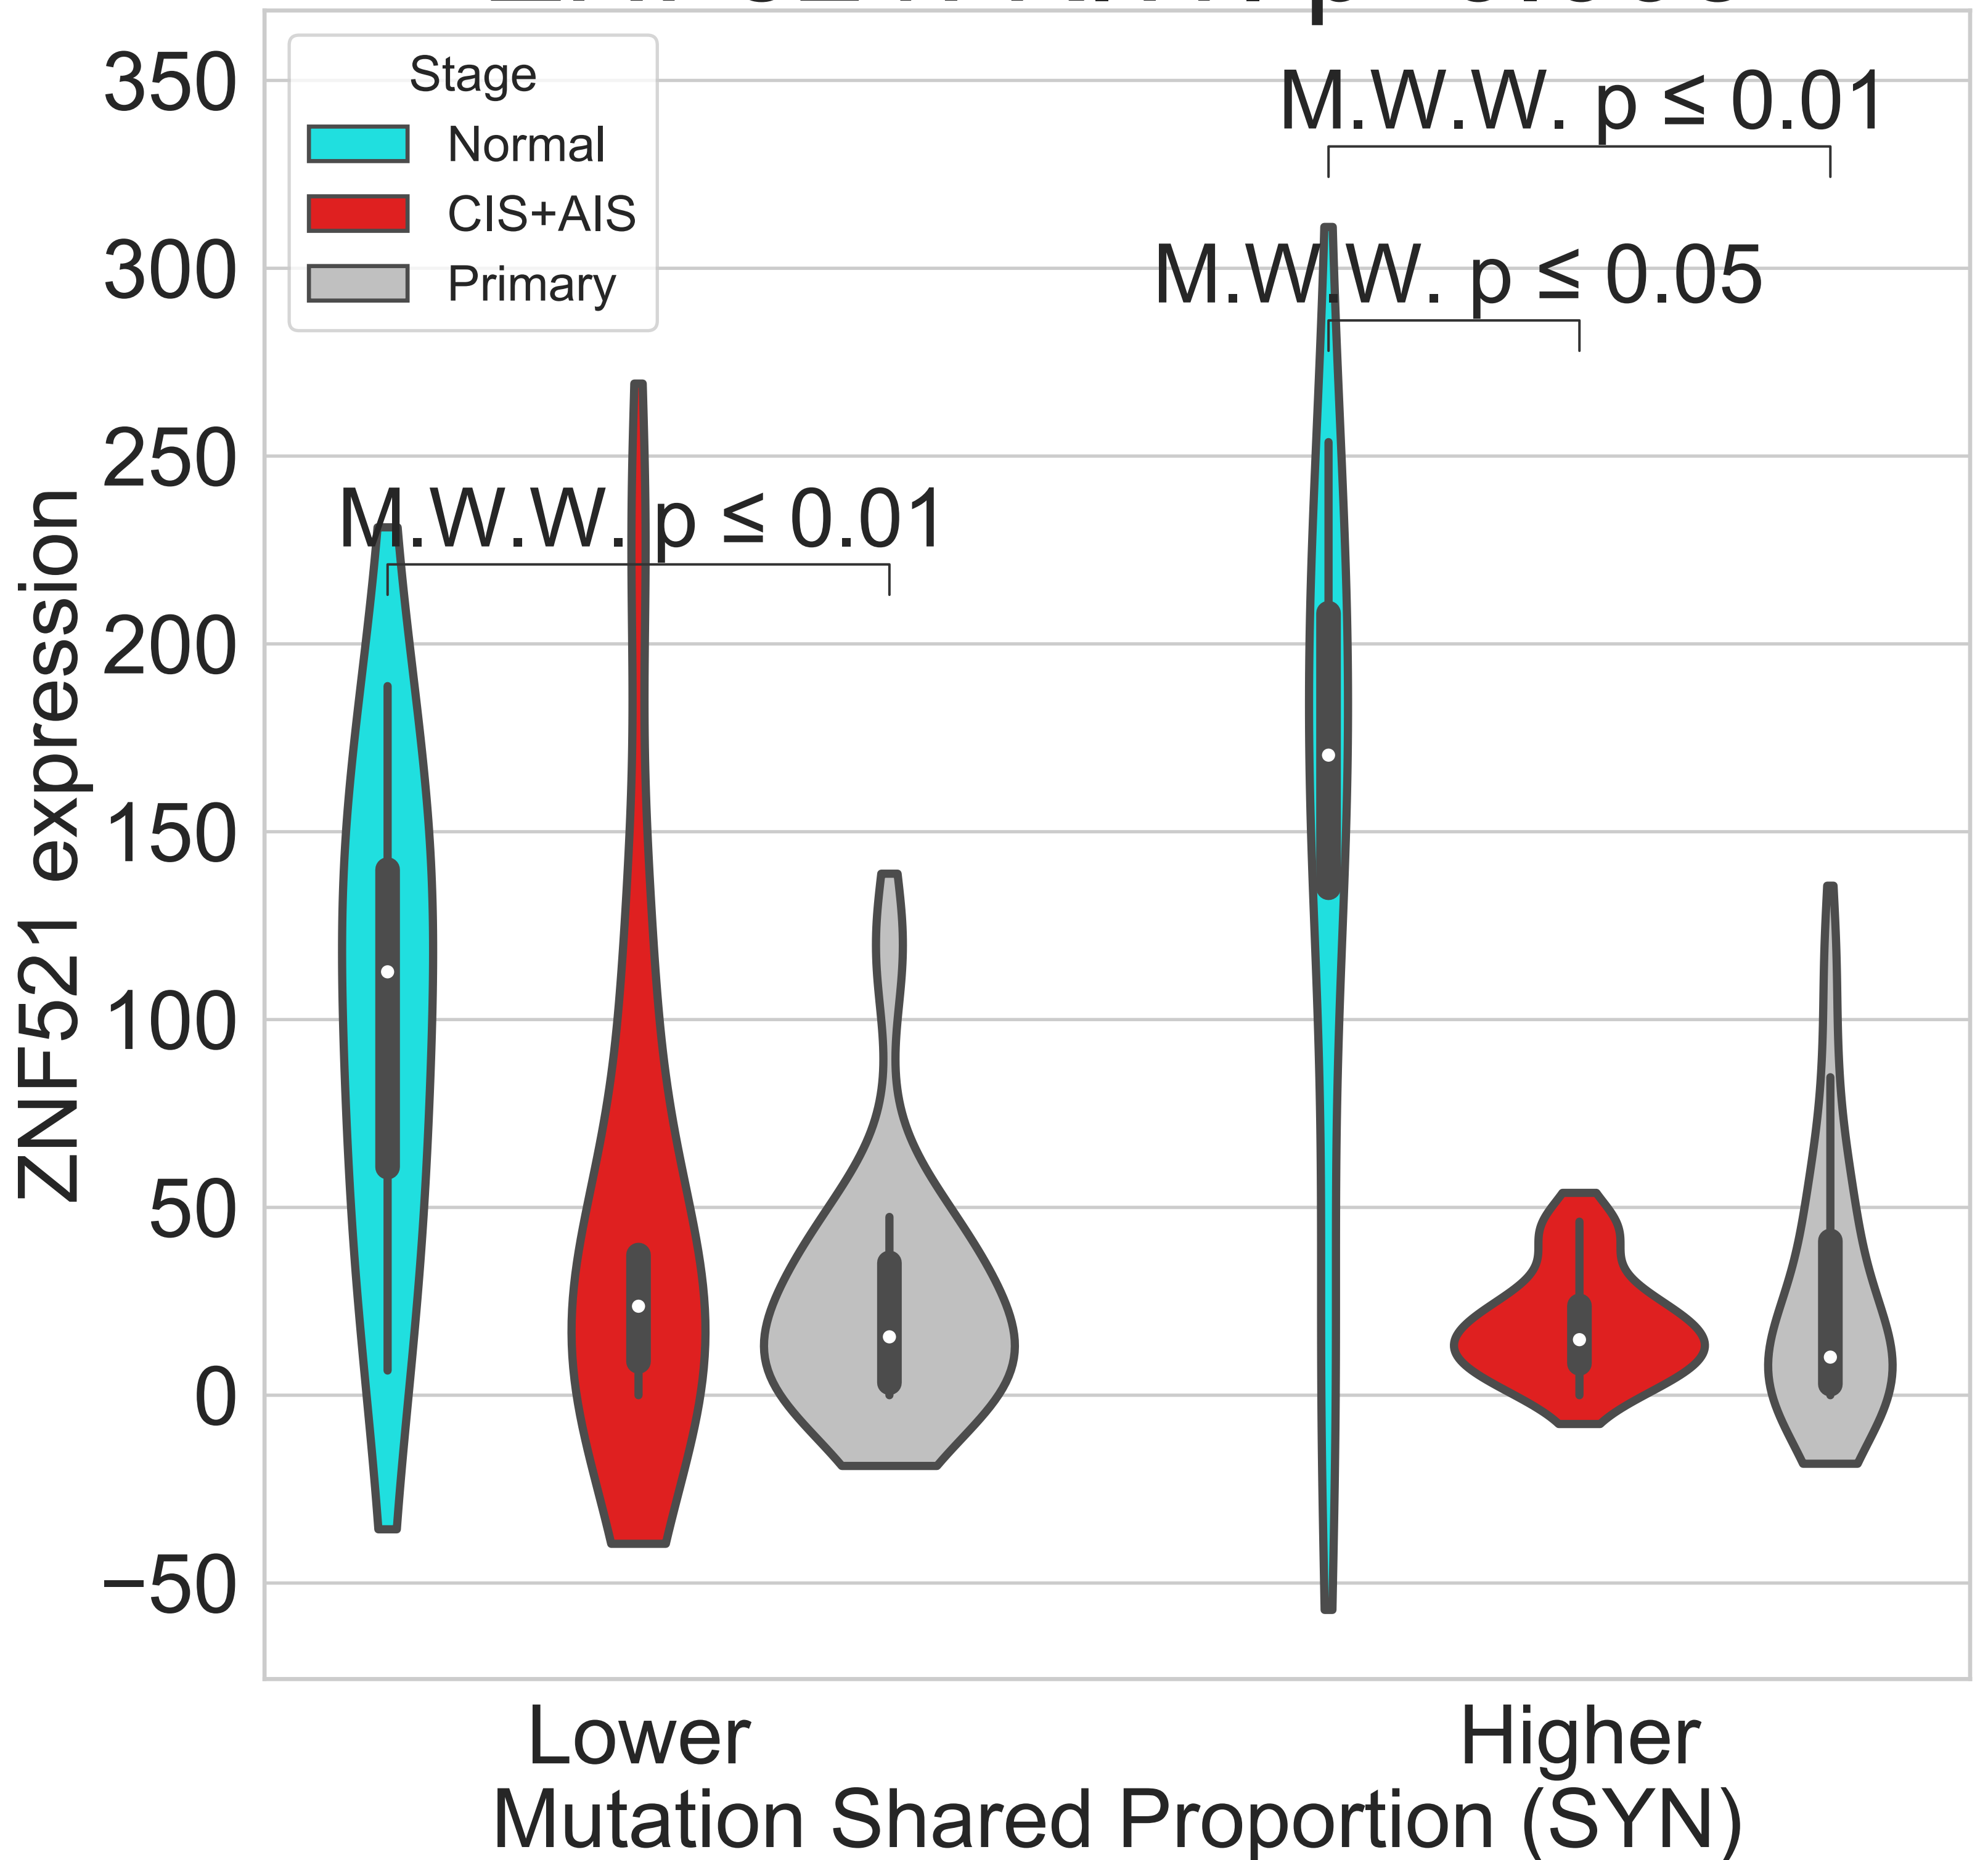 350
300
250
200
150
100
50
0
−50
ZNF521 expression
Stage
Normal
CIS+AIS
Primary
M.W.W. p ≤ 0.01
M.W.W. p ≤ 0.05
M.W.W. p ≤ 0.01
Lower
Higher
Mutation Shared Proportion (SYN)